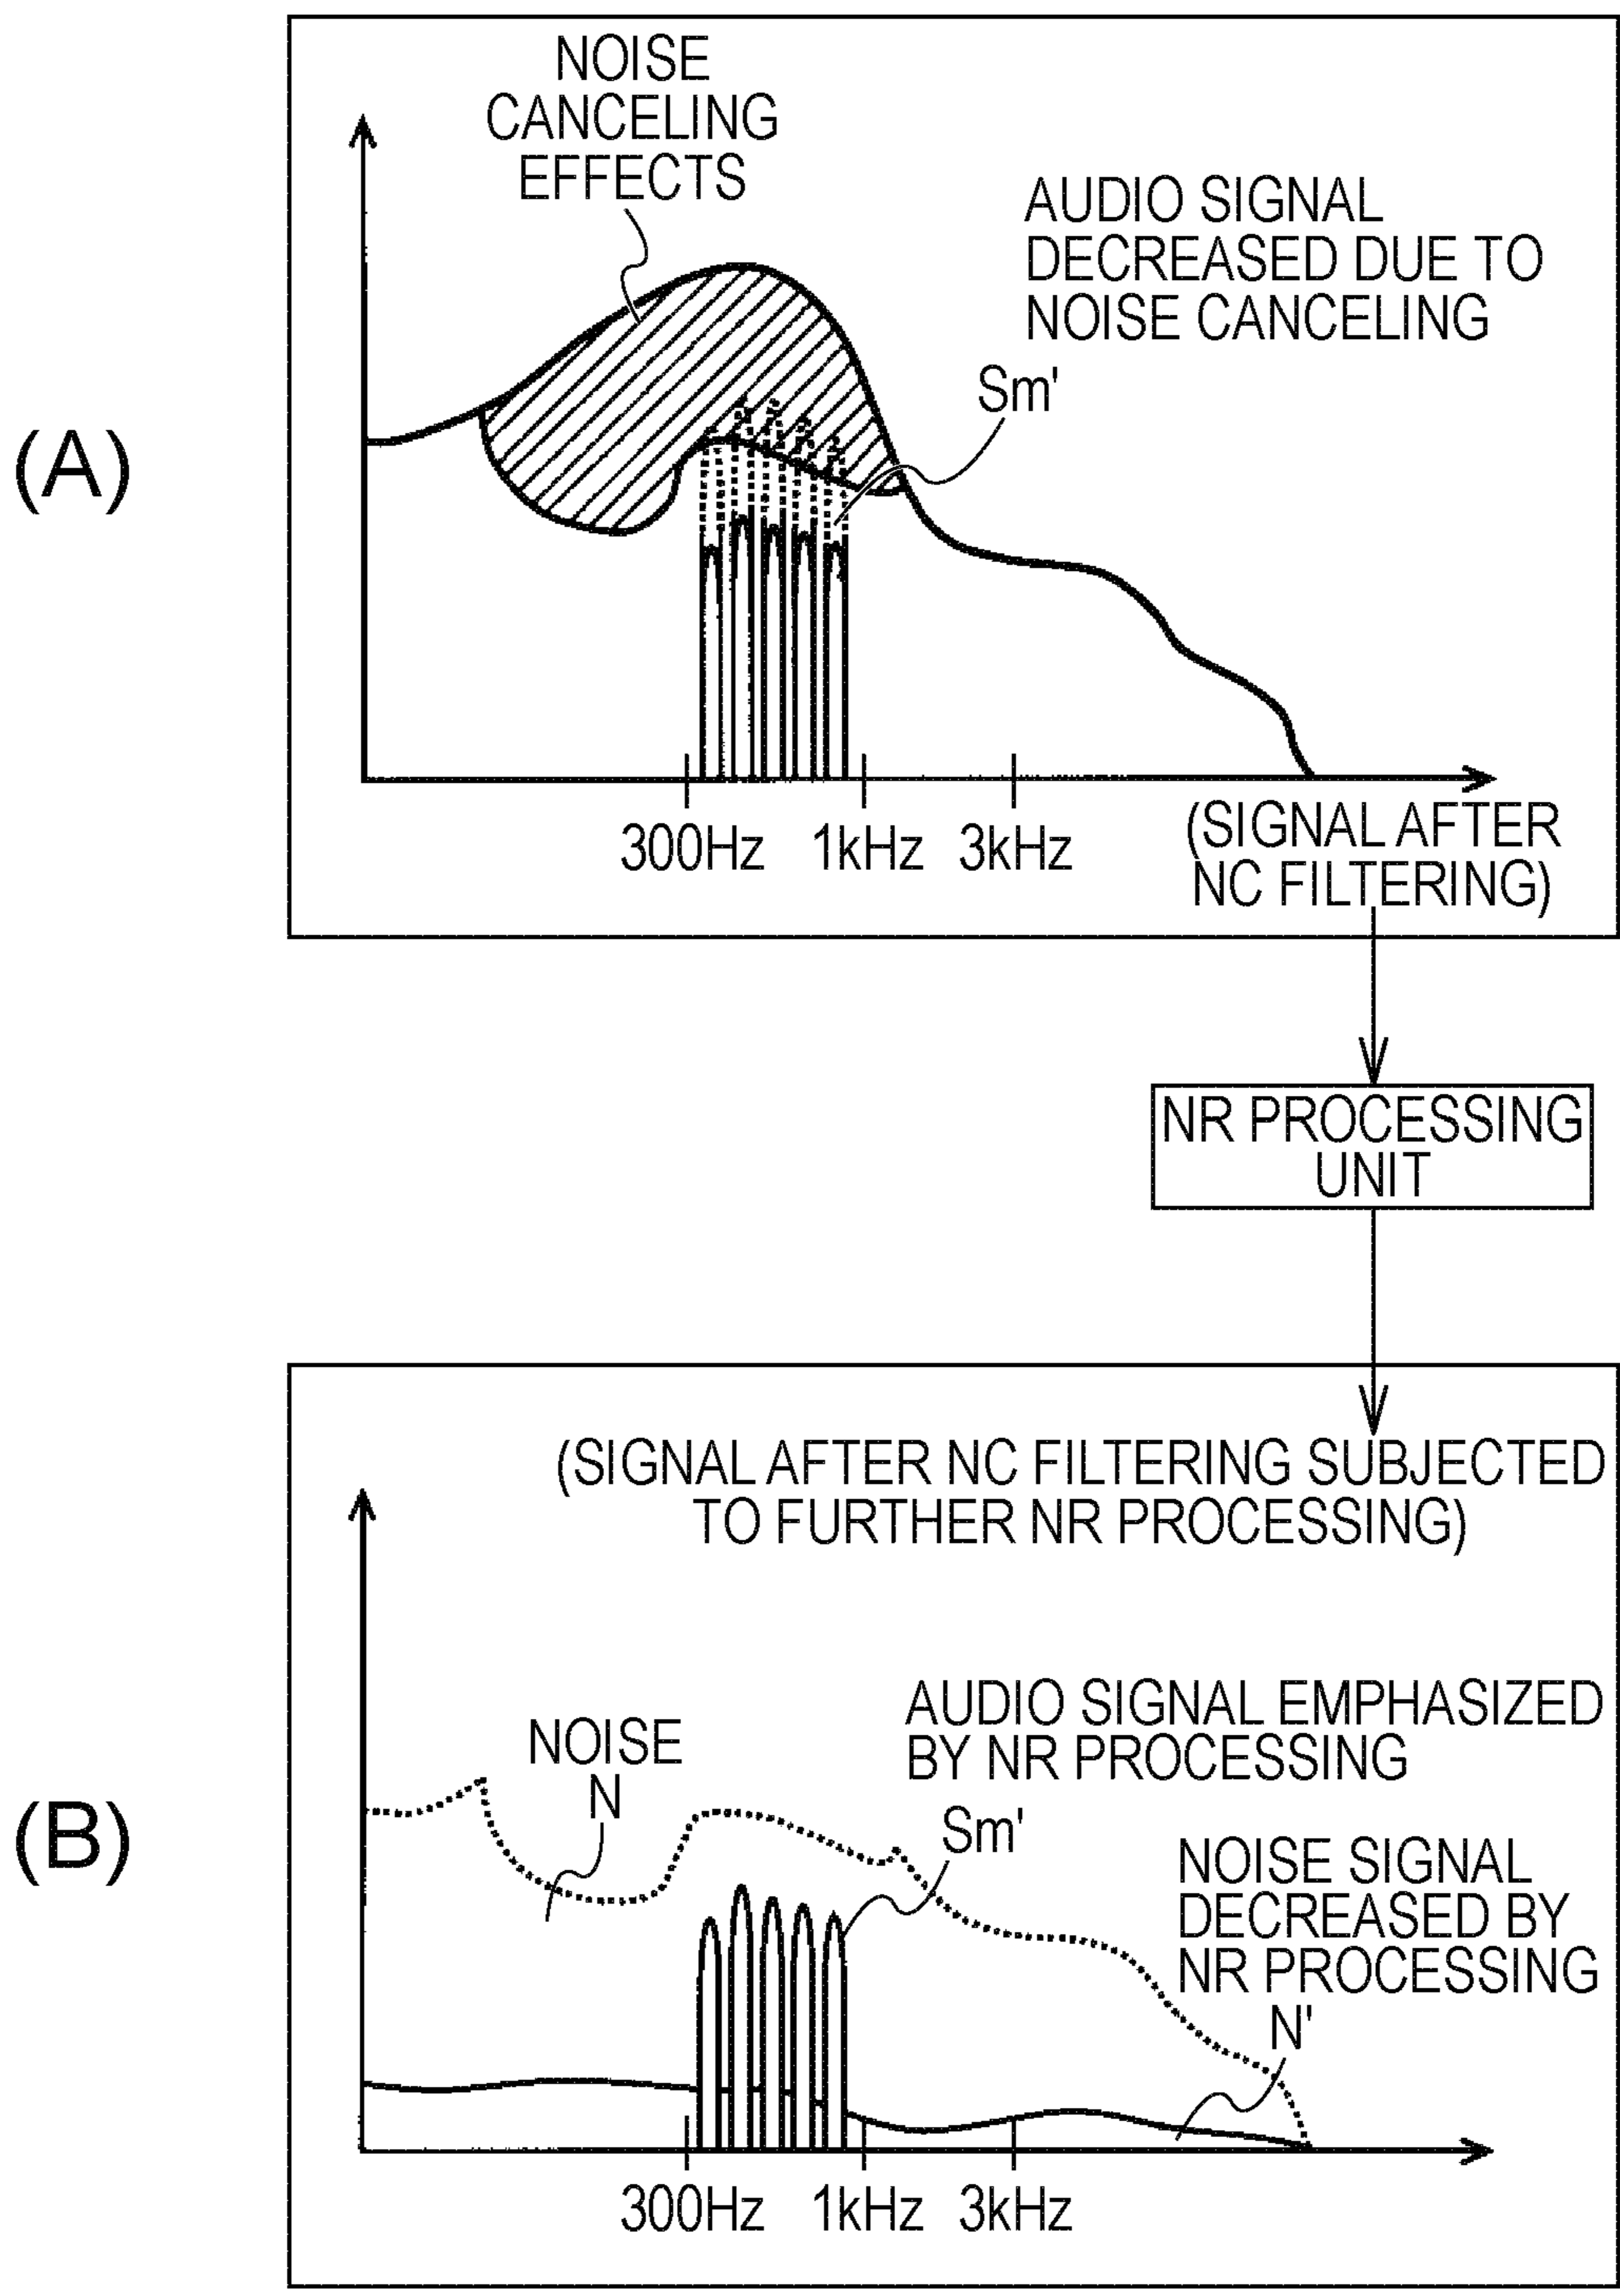 (A)
NOISE
CANCELING
EFFECTS
AUDIO SIGNAL
DECREASED DUE TO
NOISE CANCELING
Sm'
300Hz 1kHz 3kHz
(SIGNAL AFTER
NC FILTERING)
NR PROCESSING
UNIT
(B)
(SIGNAL AFTER NC FILTERING SUBJECTED
TO FURTHER NR PROCESSING)
NOISE
N
AUDIO SIGNAL EMPHASIZED
BY NR PROCESSING
Sm'
NOISE SIGNAL
DECREASED BY
NR PROCESSING
N'
300Hz 1kHz 3kHz